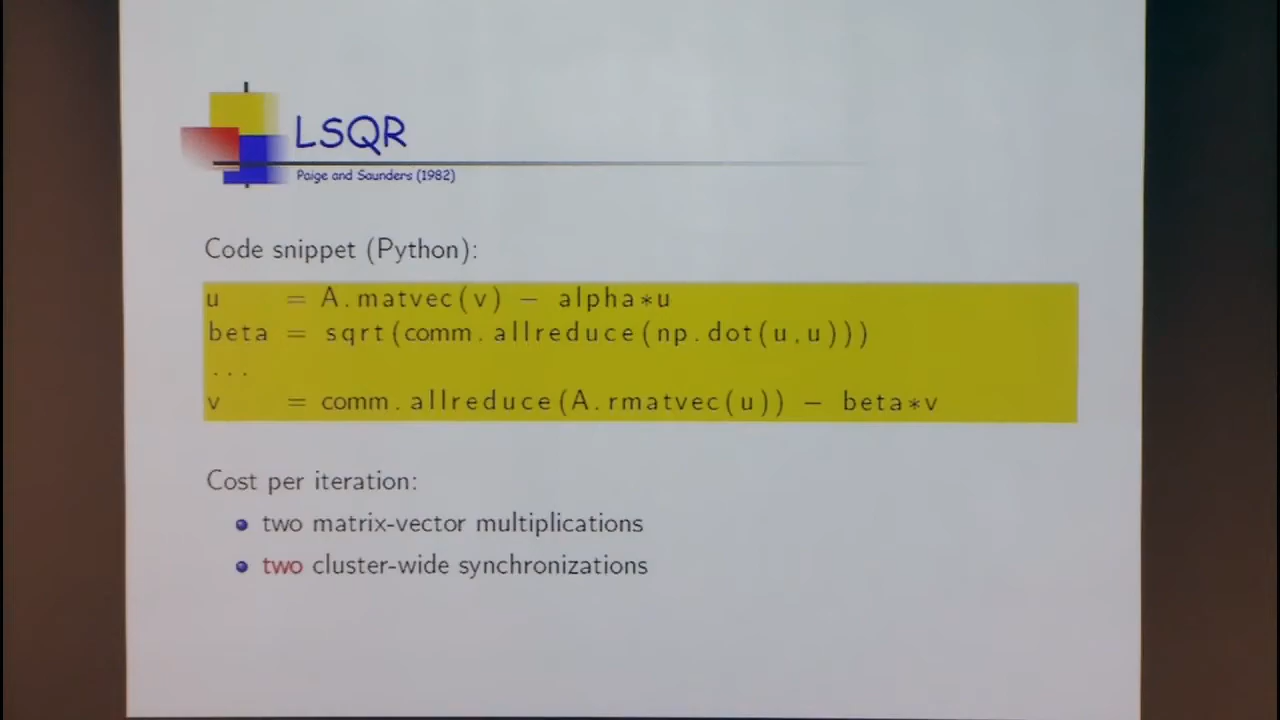 LSQR
Paige and Saunders (1982)
Code snippet (Python):
u = A.matvec(v) − alpha*u
beta = sqrt(comm.allreduce(np.dot(u,u)))
...
v = comm.allreduce(A.rmatvec(u)) − beta*v
Cost per iteration:
two matrix-vector multiplications
two cluster-wide synchronizations